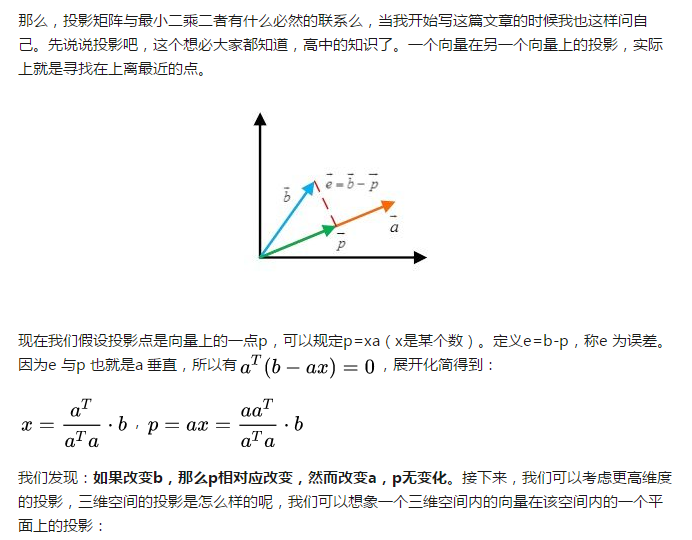 那么，投影矩阵与最小二乘二者有什么必然的联系么，当我开始写这篇文章的时候我也这样问自
己。先说说投影吧，这个想必大家都知道，高中的知识了。一个向量在另一个向量上的投影，实际
上就是寻找在上离最近的点。
b⃗
e⃗ = b⃗ − p⃗
a⃗
p⃗
现在我们假设投影点是向量上的一点p，可以规定p=xa（x是某个数）。定义e=b-p，称e 为误差。
因为e 与p 也就是a 垂直，所以有 a^T(b − ax) = 0 ，展开化简得到：
x = \frac{a^T}{a^T a} · b ， p = ax = \frac{aa^T}{a^T a} · b
我们发现：如果改变b，那么p相对应改变，然而改变a，p无变化。接下来，我们可以考虑更高维度
的投影，三维空间的投影是怎么样的呢，我们可以想象一个三维空间内的向量在该空间内的一个平
面上的投影：